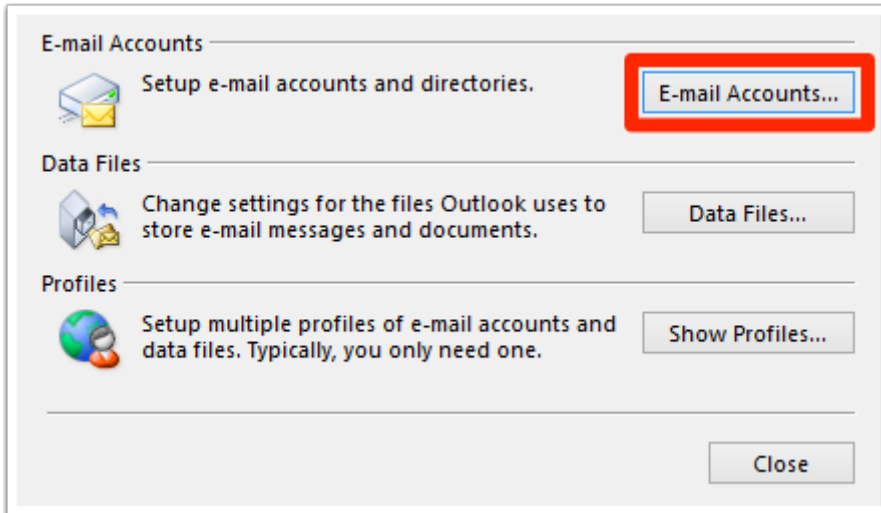 E-mail Accounts
Setup e-mail accounts and directories.
E-mail Accounts...
Data Files
Change settings for the files Outlook uses to
store e-mail messages and documents.
Data Files...
Profiles
Setup multiple profiles of e-mail accounts and
data files. Typically, you only need one.
Show Profiles...
Close